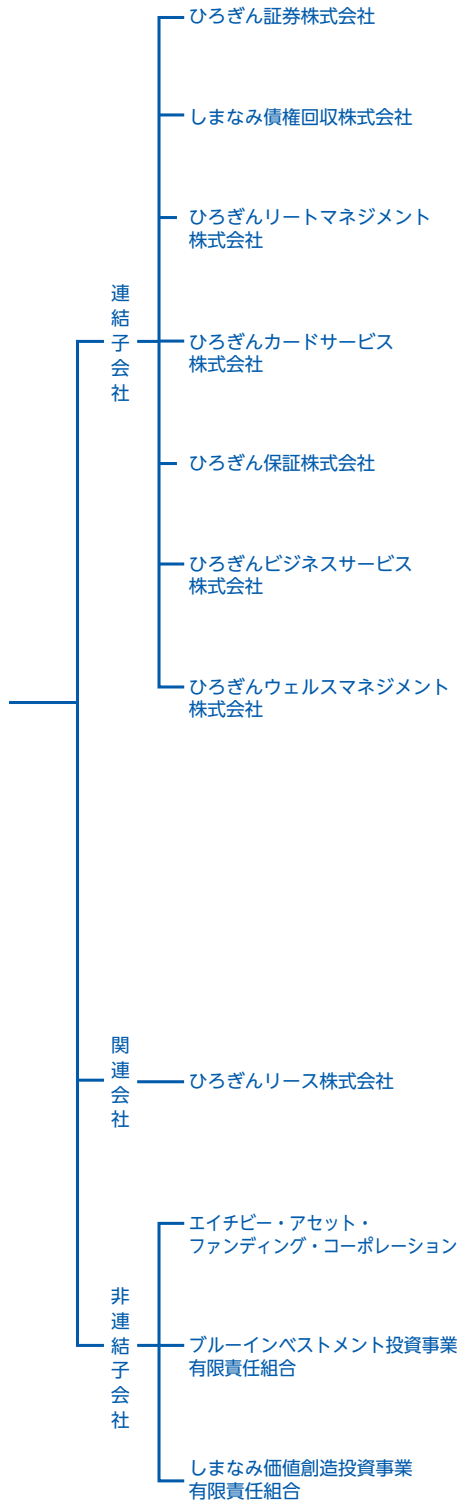 連結子会社
ひろぎん証券株式会社
しまなみ債権回収株式会社
ひろぎんリートマネジメント
株式会社
ひろぎんカードサービス
株式会社
ひろぎん保証株式会社
ひろぎんビジネスサービス
株式会社
ひろぎんウェルスマネジメント
株式会社
関連会社
ひろぎんリース株式会社
非連結子会社
エイチビー・アセット・
ファンディング・コーポレーション
ブルーインベストメント投資事業
有限責任組合
しまなみ価値創造投資事業
有限責任組合